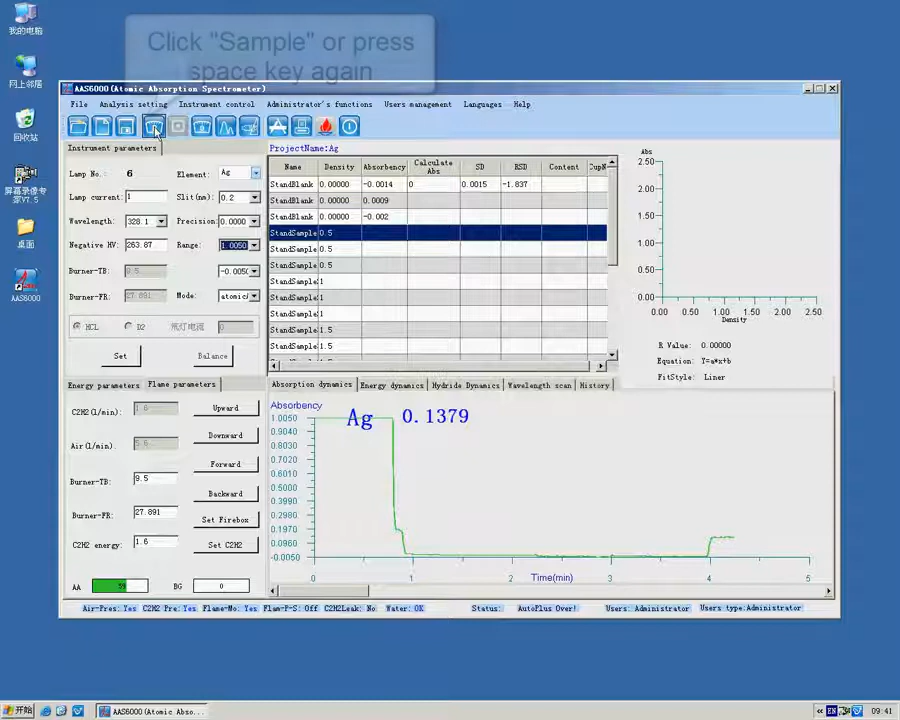 我的电脑
网上邻居
回收站
屏幕录像专
家V7.5
桌面
AAS6000
Click "Sample" or press
space key again
AAS6000(Atomic Absorption Spectrometer)
File Analysis setting Instrument control Administrator's functions Users management Languages Help
Instrument parameters
Lamp No. 6 Element: Ag
Lamp current: 1 Slit(nm): 0.2
Wavelength: 328.1 Precision: 0.0000
Negative HV: 263.87 Range: 1.0050
Burner-TB: 9.5 -0.0050
Burner-FR: 27.891 Mode: atomic
HCL D2 氘灯电流 0
Set Balance
Energy parameters Flame parameters
C2H2(l/min): 1.6 Upward
Air(l/min): 5.6 Downward
Forward
Burner-TB: 9.5
Backward
Burner-FR: 27.891
Set Firebox
C2H2 energy: 1.6 Set C2H2
AA 59 BG 0
ProjectName:Ag
Name Density Absorbency Calculate Abs SD RSD Content CupN
StandBlank 0.00000 -0.0014 0 0.0015 -1.837
StandBlank 0.00000 0.0009
StandBlank 0.00000 -0.002
StandSample 0.5
StandSample 0.5
StandSample 0.5
StandSample 1
StandSample 1
StandSample 1
StandSample 1.5
StandSample 1.5
Abs
2.50
2.00
1.50
1.00
0.50
0.00
0.00 0.50 1.00 1.50 2.00 2.50
Density
R Value: 0.00000
Equation: Y=a*x+b
FitStyle: Liner
Absorption dynamics Energy dynamics Hydride Dynamics Wavelength scan History
Absorbency
Ag 0.1379
1.0050
0.9040
0.8030
0.7020
0.6010
0.5000
0.3990
0.2980
0.1970
0.0960
-0.0050
0 1 2 3 4 5
Time(min)
Air-Pres: Yes C2H2 Pre: Yes Flame-No: Yes Flam-P-S: Off C2H2Leak: No Water: OK Status: AutoPlus Over! Users: Administrator Users type:Administrator
开始 AAS6000(Atomic Abso... « EN 09:41